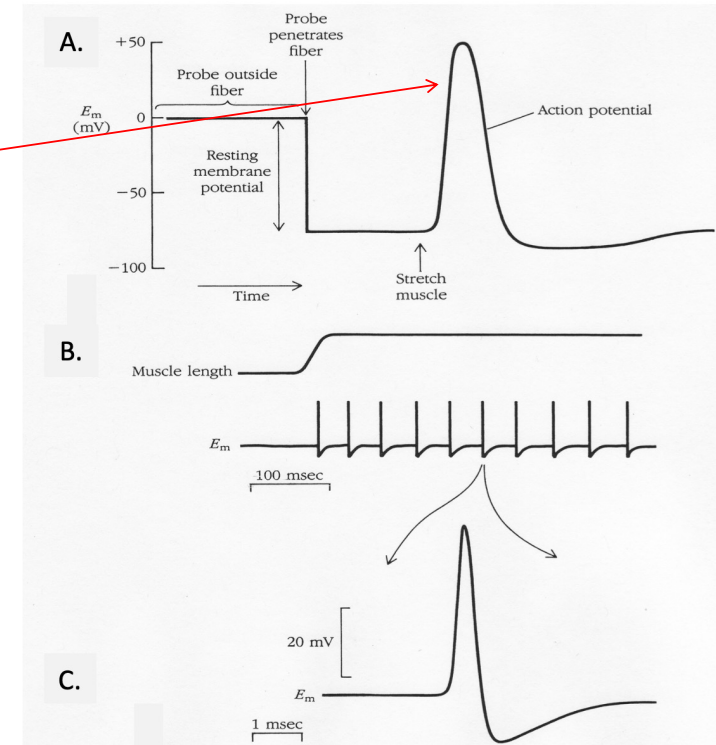 A.
Probe
penetrates
fiber
+50
Probe outside
fiber
Em
(mV)
0
Action potential
Resting
membrane
potential
−50
−100
Time
Stretch
muscle
B.
Muscle length
Em
100 msec
20 mV
C.
Em
1 msec